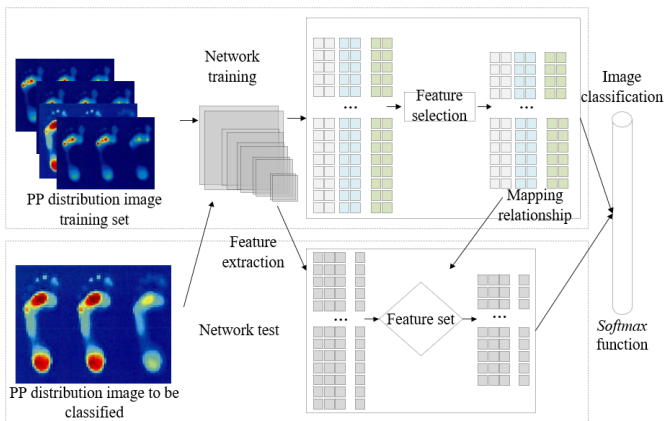 Network
training
Feature
selection
...
...
Image
classification
PP distribution image
training set
Mapping
relationship
Feature
extraction
Network test
...
Feature set
...
Softmax
function
PP distribution image to be
classified